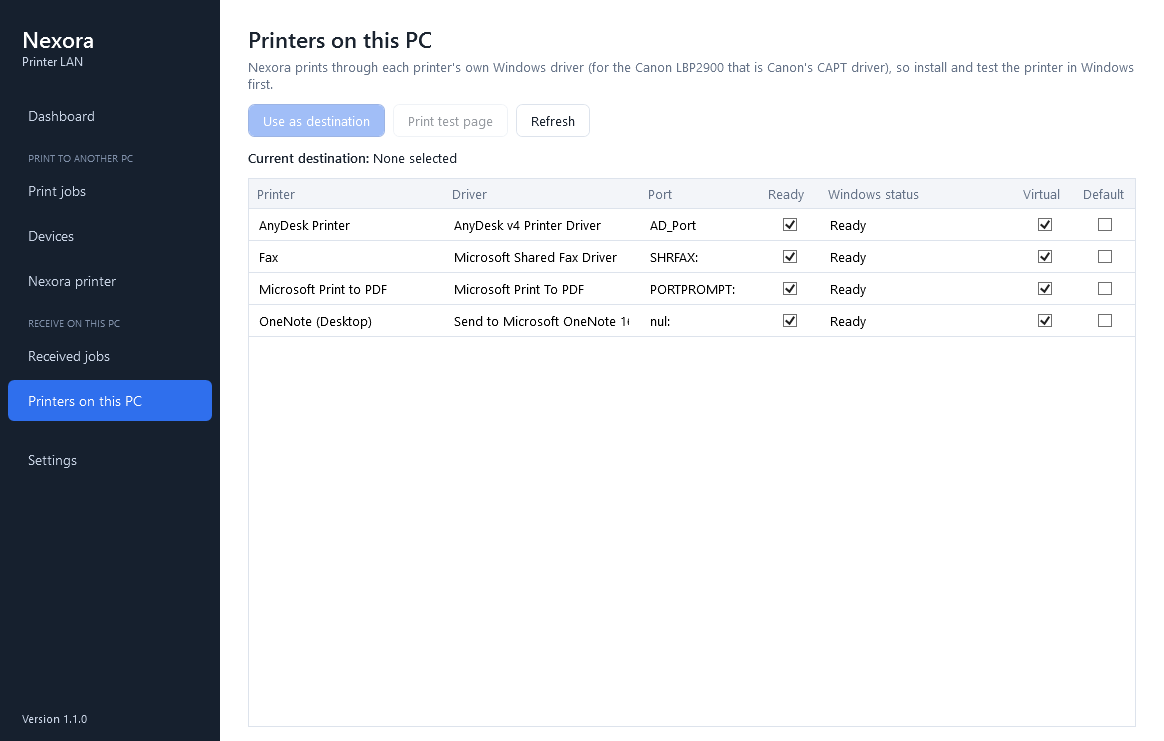 Nexora
Printer LAN
Dashboard
PRINT TO ANOTHER PC
Print jobs
Devices
Nexora printer
RECEIVE ON THIS PC
Received jobs
Printers on this PC
Settings
Version 1.1.0
Printers on this PC
Nexora prints through each printer's own Windows driver (for the Canon LBP2900 that is Canon's CAPT driver), so install and test the printer in Windows
first.
Use as destination Print test page Refresh
Current destination: None selected
Printer Driver Port Ready Windows status Virtual Default
AnyDesk Printer AnyDesk v4 Printer Driver AD_Port Ready
Fax Microsoft Shared Fax Driver SHRFAX: Ready
Microsoft Print to PDF Microsoft Print To PDF PORTPROMPT: Ready
OneNote (Desktop) Send to Microsoft OneNote nul: Ready